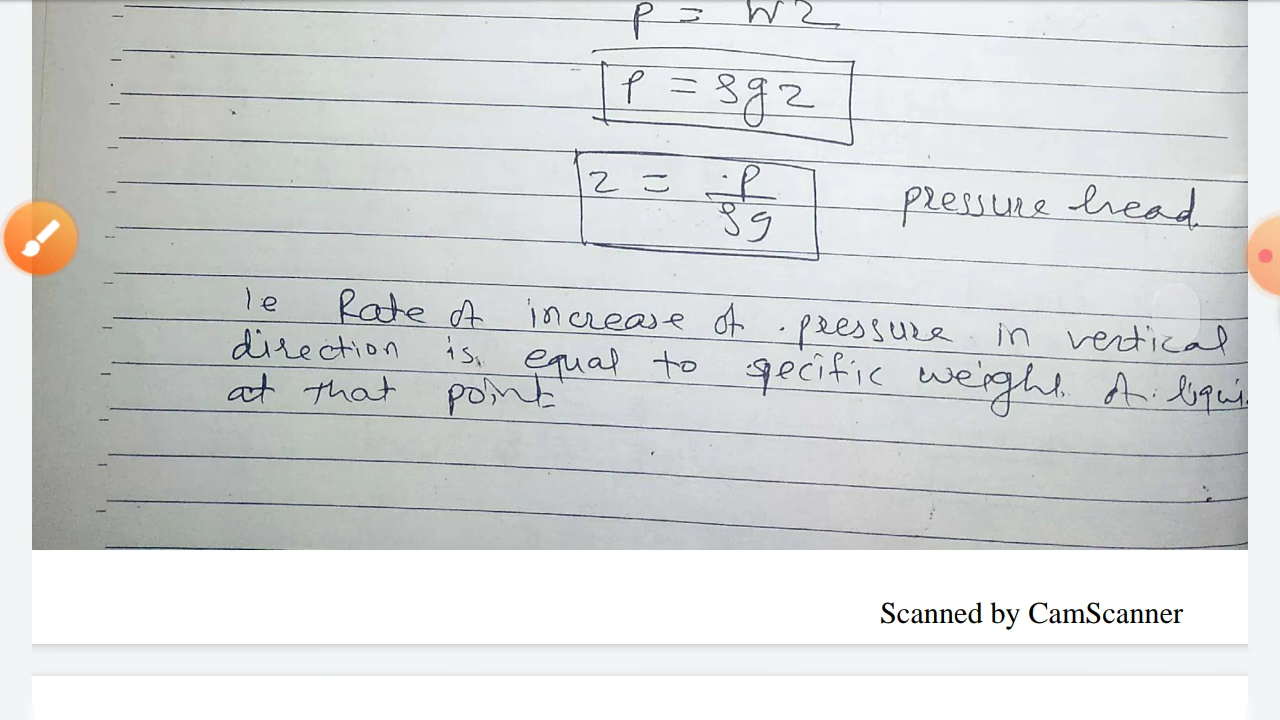 P = wz
P = ρgz
z = P/ρg pressure head
ie Rate of increase of pressure in vertical
direction is equal to specific weight of liqui
at that point
Scanned by CamScanner